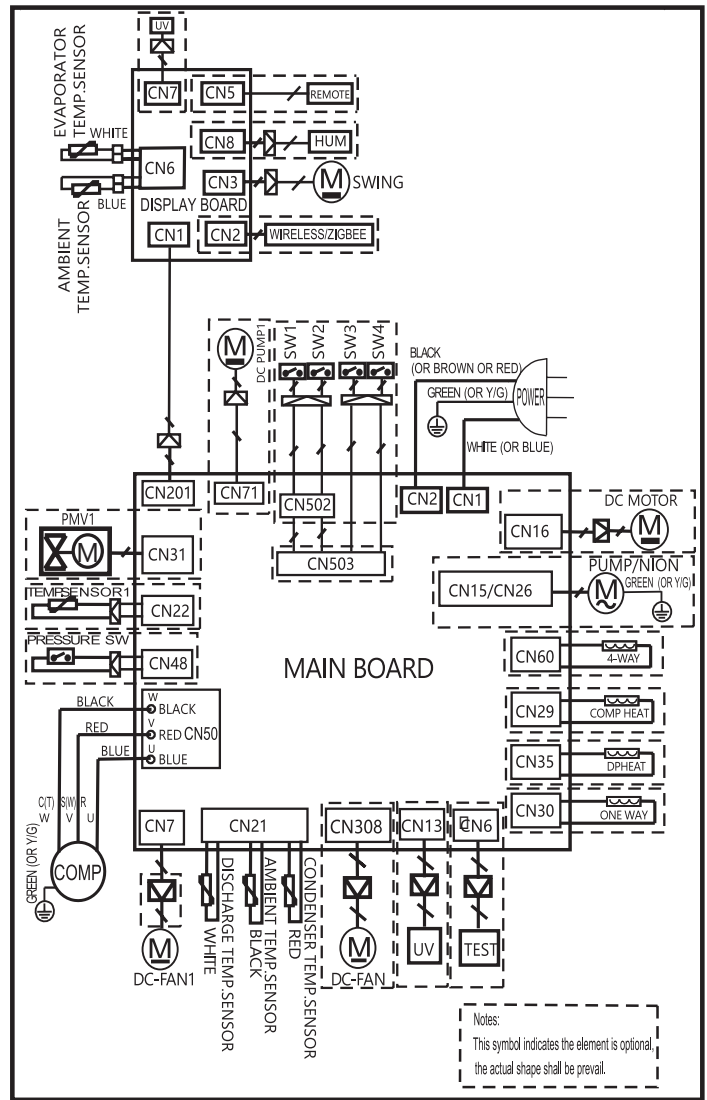 UV
CN7
CN5
REMOTE
EVAPORATOR
TEMP.SENSOR
WHITE
CN8
HUM
CN6
CN3
SWING
BLUE
DISPLAY BOARD
AMBIENT
TEMP.SENSOR
CN1
CN2
WIRELESS/ZIGBEE
DC PUMP1
SW1
SW2
SW3
SW4
M
M
BLACK
(OR BROWN OR RED)
GREEN (OR Y/G)
POWER
WHITE (OR BLUE)
CN201
CN71
CN502
CN2
CN1
CN503
PMV1
M
CN31
DC MOTOR
CN16
M
TEMP.SENSOR1
CN22
PUMP/NION
CN15/CN26
M
GREEN (OR Y/G)
PRESSURE SW
CN48
MAIN BOARD
CN60
4-WAY
CN29
COMP HEAT
CN35
DPHEAT
CN30
ONE WAY
BLACK
W
BLACK
RED
V
RED CN50
BLUE
U
BLUE
C(T) S(W) R
W V U
COMP
GREEN (OR Y/G)
CN7
CN21
CN308
CN13
CN6
M
DC-FAN1
WHITE
DISCHARGE TEMP.SENSOR
BLACK
AMBIENT TEMP.SENSOR
RED
CONDENSER TEMP.SENSOR
M
DC-FAN
UV
TEST
Notes:
This symbol indicates the element is optional,
the actual shape shall be prevail.